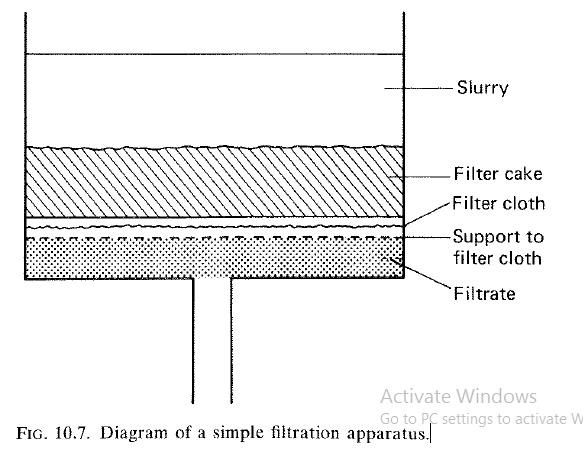 Slurry
Filter cake
Filter cloth
Support to
filter cloth
Filtrate
Activate Windows
Go to PC settings to activate W
FIG. 10.7. Diagram of a simple filtration apparatus.